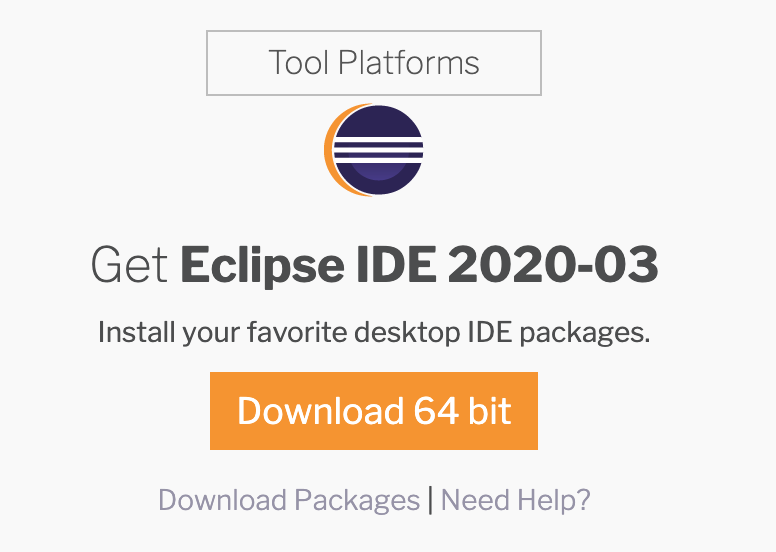 Tool Platforms
Get Eclipse IDE 2020-03
Install your favorite desktop IDE packages.
Download 64 bit
Download Packages | Need Help?